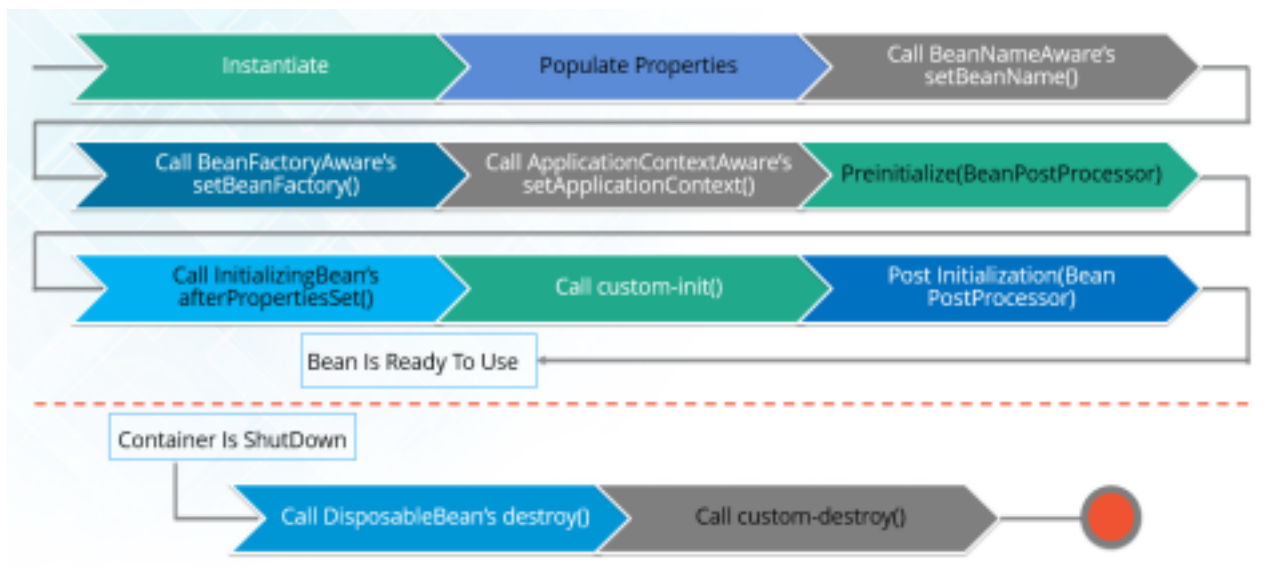 Instantiate
Populate Properties
Call BeanNameAware's
setBeanName()
Call BeanFactoryAware's
setBeanFactory()
Call ApplicationContextAware's
setApplicationContext()
Preinitialize(BeanPostProcessor)
Call InitializingBean's
afterPropertiesSet()
Call custom-init()
Post Initialization(Bean
PostProcessor)
Bean Is Ready To Use
Container Is ShutDown
Call DisposableBean's destroy()
Call custom-destroy()